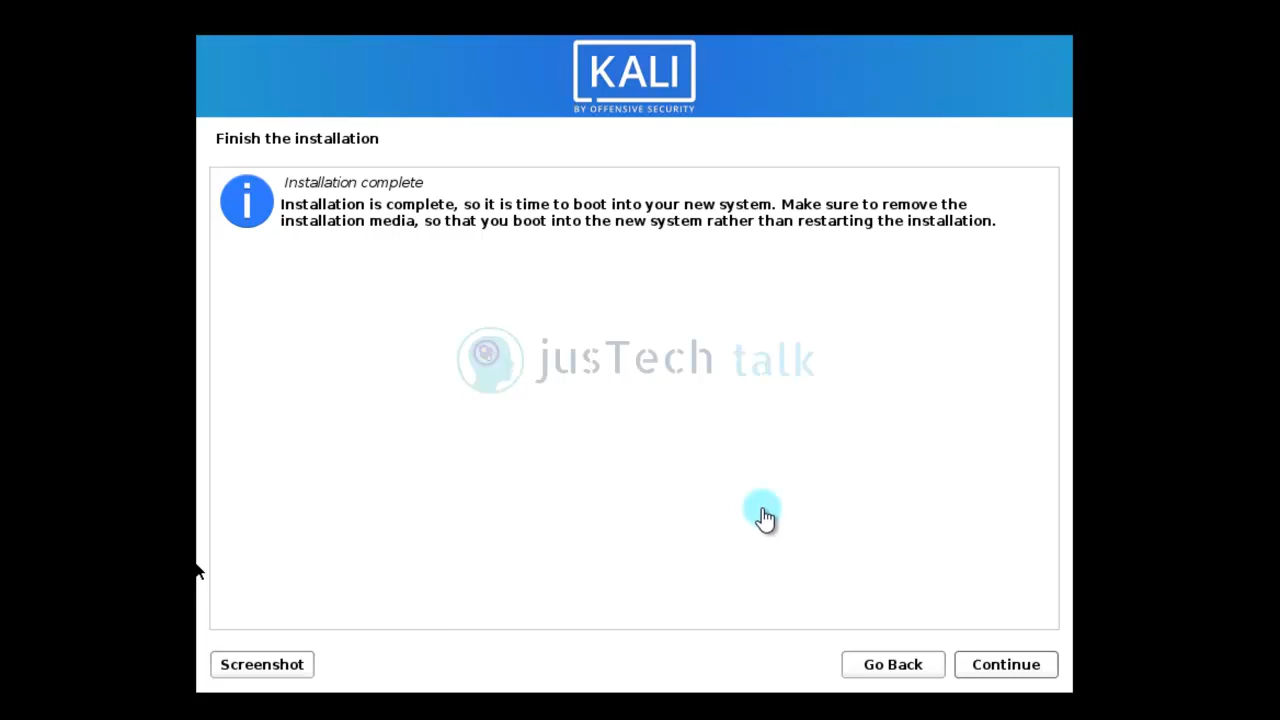 KALI
BY OFFENSIVE SECURITY
Finish the installation
Installation complete
Installation is complete, so it is time to boot into your new system. Make sure to remove the
installation media, so that you boot into the new system rather than restarting the installation.
jusTech talk
Screenshot
Go Back
Continue